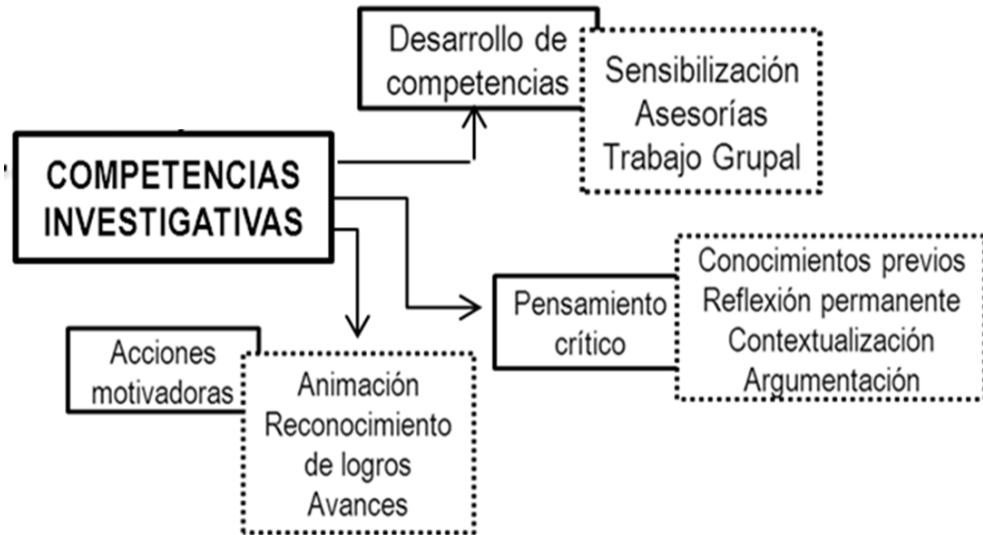 Desarrollo de
competencias
Sensibilización
Asesorías
Trabajo Grupal
COMPETENCIAS
INVESTIGATIVAS
Pensamiento
crítico
Conocimientos previos
Reflexión permanente
Contextualización
Argumentación
Acciones
motivadoras
Animación
Reconocimiento
de logros
Avances